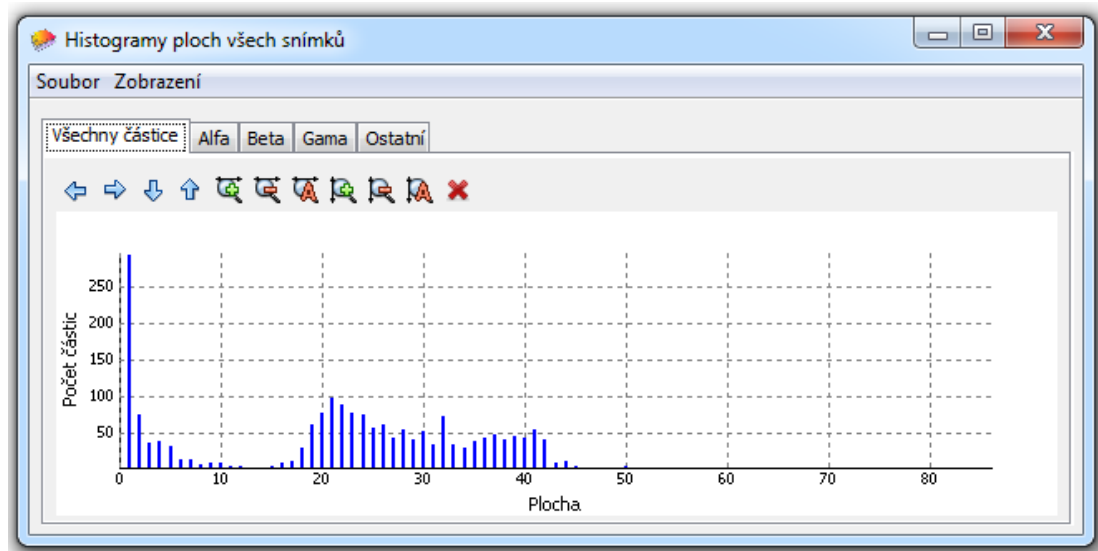 Histogramy ploch všech snímků
Soubor Zobrazení
Všechny částice Alfa Beta Gama Ostatní
Počet částic
250
200
150
100
50
0 10 20 30 40 50 60 70 80
Plocha